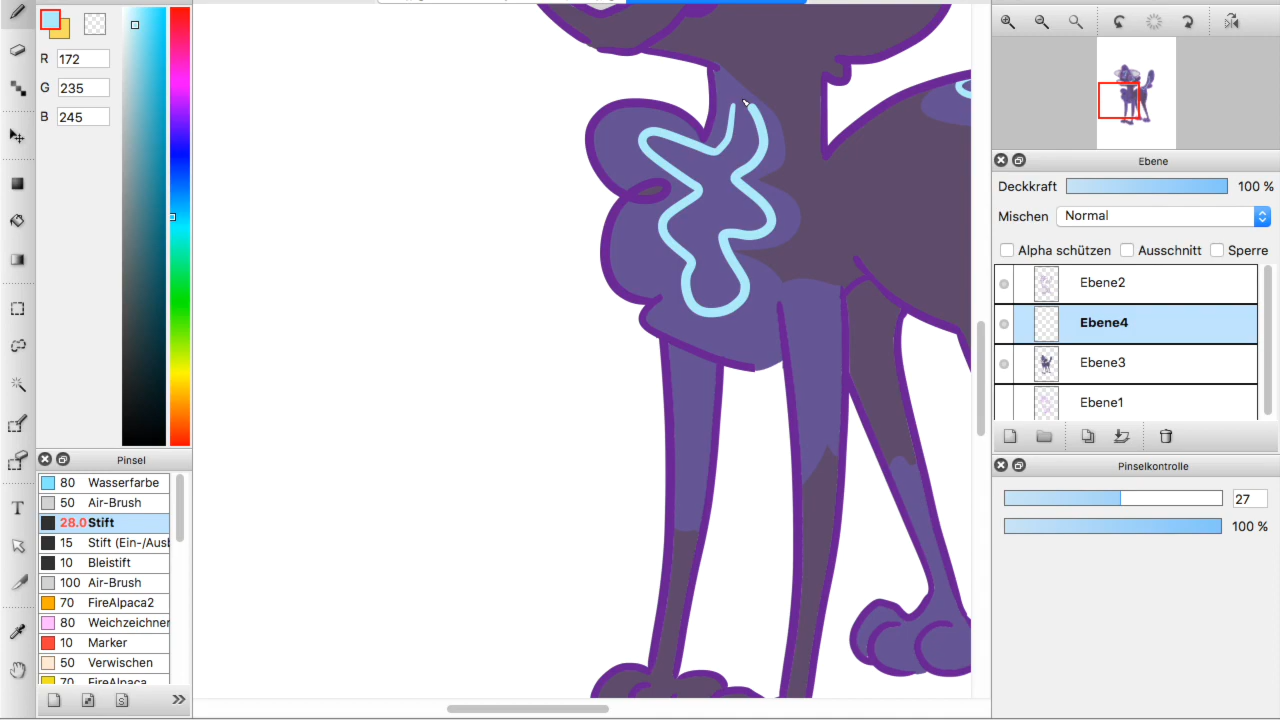 R 172
G 235
B 245
Pinsel
80 Wasserfarbe
50 Air-Brush
28.0 Stift
15 Stift (Ein-/Aus
10 Bleistift
100 Air-Brush
70 FireAlpaca2
80 Weichzeichner
10 Marker
50 Verwischen
70 FireAlpaca
T
Ebene
Deckkraft 100 %
Mischen Normal
Alpha schützen Ausschnitt Sperre
Ebene2
Ebene4
Ebene3
Ebene1
Pinselkontrolle
27
100 %